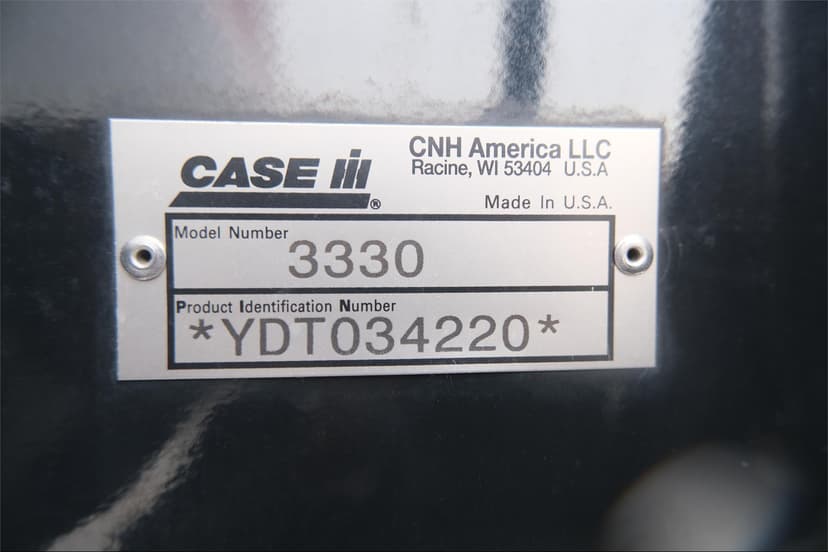 CASE IH ®
CNH America LLC
Racine, WI 53404 U.S.A
Made In U.S.A.
Model Number
3330
Product Identification Number
*YDT034220*